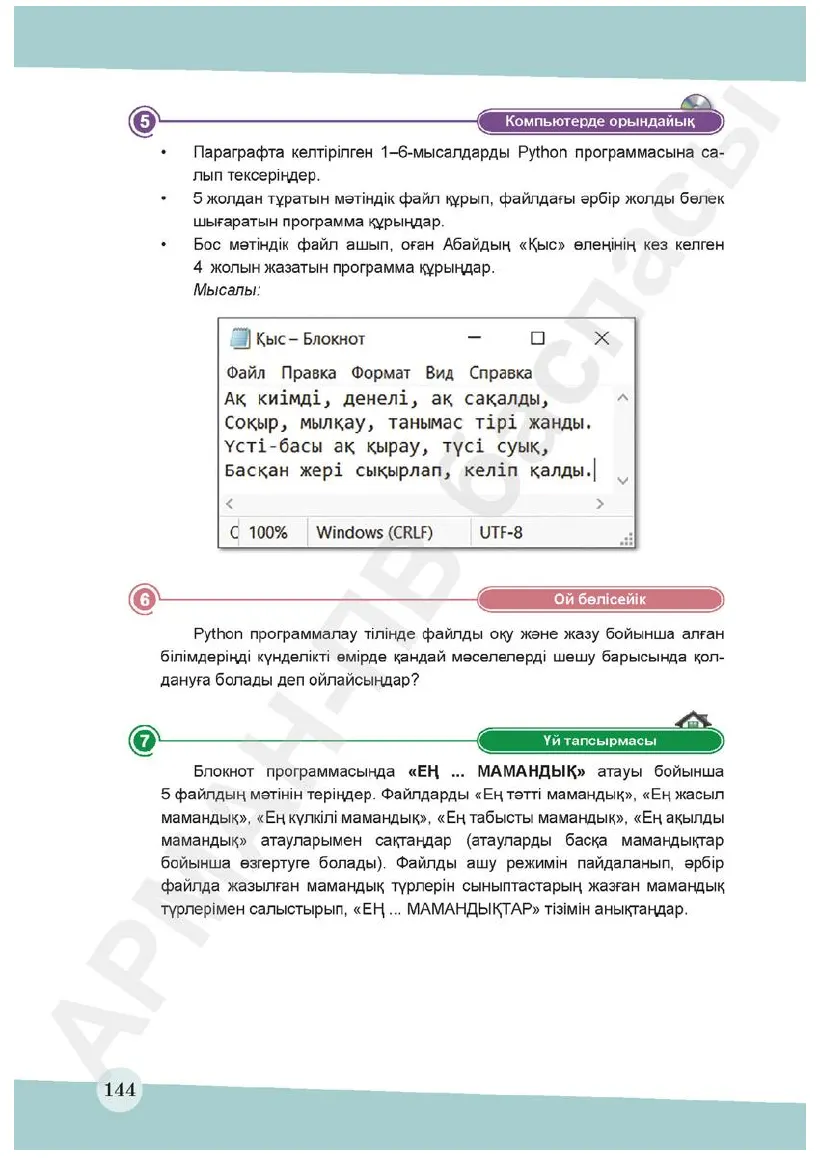 5
Компьютерде орындайық
• Параграфта келтірілген 1–6-мысалдарды Python программасына са-
лып тексеріңдер.
• 5 жолдан тұратын мәтіндік файл құрып, файлдағы әрбір жолды бөлек
шығаратын программа құрыңдар.
• Бос мәтіндік файл ашып, оған Абайдың «Қыс» өлеңінің кез келген
4 жолын жазатын программа құрыңдар.
Мысалы:
Қыс – Блокнот
Файл Правка Формат Вид Справка
Ақ киімді, денелі, ақ сақалды,
Соқыр, мылқау, танымас тірі жанды.
Үсті-басы ақ қырау, түсі суық,
Басқан жері сықырлап, келіп қалды.
С 100% Windows (CRLF) UTF-8
6
Ой бөлісейік
Python программалау тілінде файлды оқу және жазу бойынша алған
білімдеріңді күнделікті өмірде қандай мәселелерді шешу барысында қол-
дануға болады деп ойлайсыңдар?
7
Үй тапсырмасы
Блокнот программасында «ЕҢ ... МАМАНДЫҚ» атауы бойынша
5 файлдың мәтінін теріңдер. Файлдарды «Ең тәтті мамандық», «Ең жасыл
мамандық», «Ең күлкілі мамандық», «Ең табысты мамандық», «Ең ақылды
мамандық» атауларымен сақтаңдар (атауларды басқа мамандықтар
бойынша өзгертуге болады). Файлды ашу режимін пайдаланып, әрбір
файлда жазылған мамандық түрлерін сыныптастарың жазған мамандық
түрлерімен салыстырып, «ЕҢ ... МАМАНДЫҚТАР» тізімін анықтаңдар.
144
АРМАН-ПВ баспасы